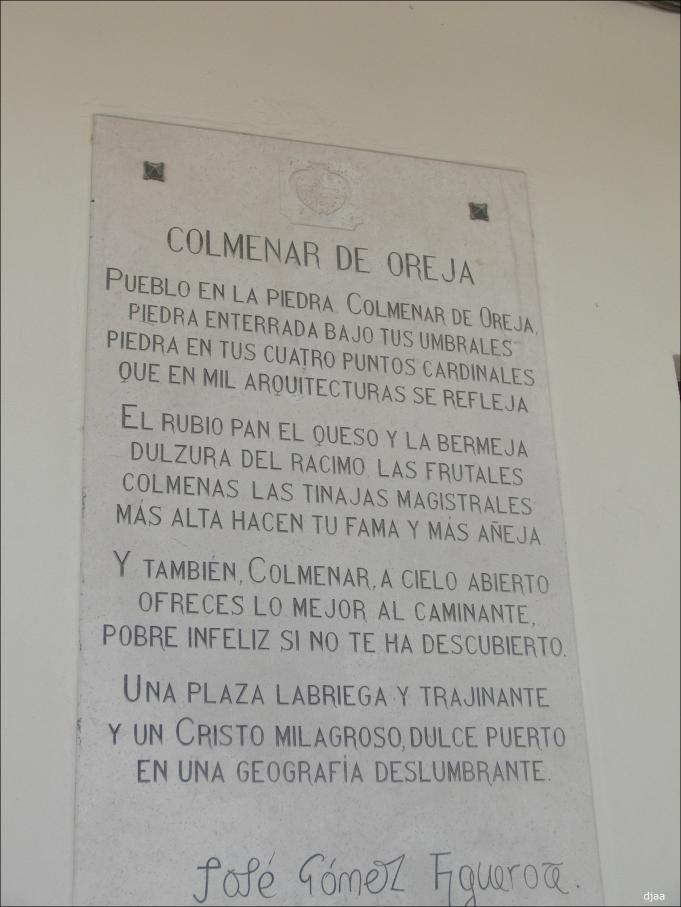 COLMENAR DE OREJA
PUEBLO EN LA PIEDRA. COLMENAR DE OREJA,
PIEDRA ENTERRADA BAJO TUS UMBRALES
PIEDRA EN TUS CUATRO PUNTOS CARDINALES
QUE EN MIL ARQUITECTURAS SE REFLEJA
EL RUBIO PAN EL QUESO Y LA BERMEJA
DULZURA DEL RACIMO. LAS FRUTALES
COLMENAS LAS TINAJAS MAGISTRALES
MÁS ALTA HACEN TU FAMA Y MÁS AÑEJA
Y TAMBIÉN, COLMENAR, A CIELO ABIERTO
OFRECES LO MEJOR AL CAMINANTE,
POBRE INFELIZ SI NO TE HA DESCUBIERTO.
UNA PLAZA LABRIEGA Y TRAJINANTE
Y UN CRISTO MILAGROSO, DULCE PUERTO
EN UNA GEOGRAFÍA DESLUMBRANTE.
José Gómez Figueroa.
djaa